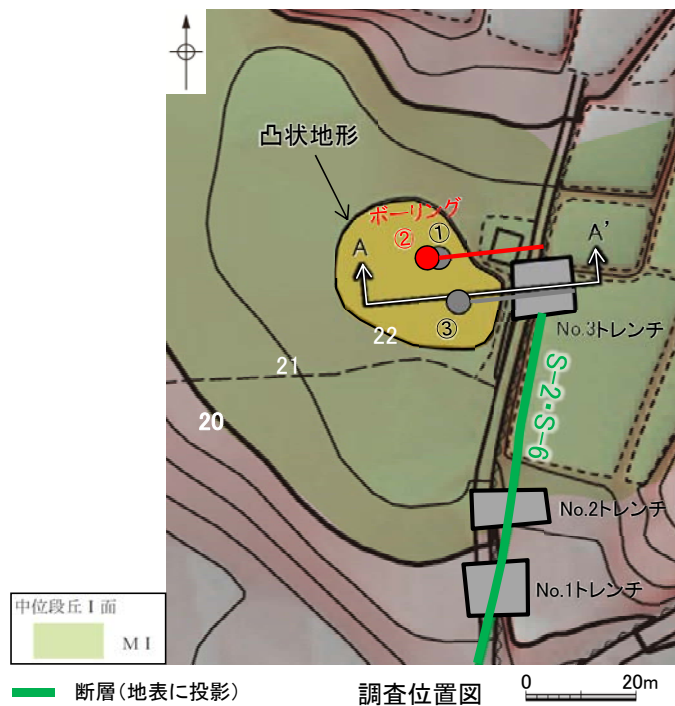 凸状地形
ボーリング
② ①
A A’
③
No.3トレンチ
22
21
S-2・S-6
20
No.2トレンチ
No.1トレンチ
中位段丘Ⅰ面
MⅠ
断層(地表に投影)
調査位置図
0 20m